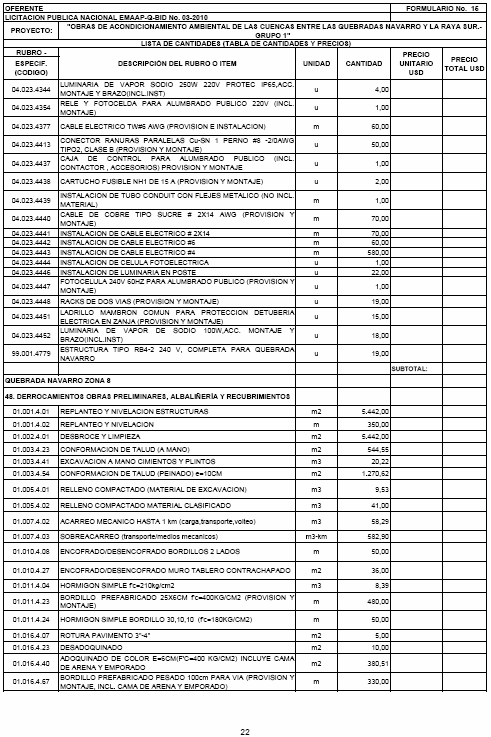 OFERENTE FORMULARIO No. 16
LICITACION PUBLICA NACIONAL EMAAP-Q-BID No. 03-2010
PROYECTO: "OBRAS DE ACONDICIONAMIENTO AMBIENTAL DE LAS CUENCAS ENTRE LAS QUEBRADAS NAVARRO Y LA RAYA SUR.-
GRUPO 1"
LISTA DE CANTIDADES (TABLA DE CANTIDADES Y PRECIOS)
RUBRO - ESPECIF. (CODIGO) DESCRIPCIÓN DEL RUBRO O ITEM UNIDAD CANTIDAD PRECIO UNITARIO USD PRECIO TOTAL USD
04.023.4344 LUMINARIA DE VAPOR SODIO 250W 220V PROTEC IP65,ACC.
MONTAJE Y BRAZO(INCL.INST) u 4,00
04.023.4354 RELE Y FOTOCELDA PARA ALUMBRADO PUBLICO 220V (INCL.
MONTAJE) u 1,00
04.023.4377 CABLE ELECTRICO TW#6 AWG (PROVISION E INSTALACION) m 60,00
04.023.4413 CONECTOR RANURAS PARALELAS Cu-SN 1 PERNO #8 -2/0AWG
TIPO2, CLASE B (PROVISION Y MONTAJE) u 50,00
04.023.4437 CAJA DE CONTROL PARA ALUMBRADO PUBLICO (INCL.
CONTACTOR , ACCESORIOS) PROVISION Y MONTAJE u 1,00
04.023.4438 CARTUCHO FUSIBLE NH1 DE 15 A (PROVISION Y MONTAJE) u 2,00
04.023.4439 INSTALACION DE TUBO CONDUIT CON FLEJES METALICO (NO INCL.
MATERIAL) m 1,00
04.023.4440 CABLE DE COBRE TIPO SUCRE # 2X14 AWG (PROVISION Y
MONTAJE) m 70,00
04.023.4441 INSTALACION DE CABLE ELECTRICO # 2X14 m 70,00
04.023.4442 INSTALACION DE CABLE ELECTRICO #6 m 60,00
04.023.4443 INSTALACION DE CABLE ELECTRICO #4 m 580,00
04.023.4444 INSTALACION DE CELULA FOTOELECTRICA u 1,00
04.023.4446 INSTALACION DE LUMINARIA EN POSTE u 22,00
04.023.4447 FOTOCELULA 240V 60HZ PARA ALUMBRADO PUBLICO (PROVISION Y
MONTAJE) u 1,00
04.023.4448 RACKS DE DOS VIAS (PROVISION Y MONTAJE) u 19,00
04.023.4451 LADRILLO MAMBRON COMUN PARA PROTECCION DETUBERIA
ELECTRICA EN ZANJA (PROVISION Y MONTAJE) u 15,00
04.023.4452 LUMINARIA DE VAPOR DE SODIO 100W,ACC. MONTAJE Y
BRAZO(INCL.INST) u 18,00
99.001.4779 ESTRUCTURA TIPO RB4-2 240 V, COMPLETA PARA QUEBRADA
NAVARRO u 19,00
SUBTOTAL:
QUEBRADA NAVARRO ZONA 8
48. DERROCAMIENTOS OBRAS PRELIMINARES, ALBAÑILERÍA Y RECUBRIMIENTOS
01.001.4.01 REPLANTEO Y NIVELACION ESTRUCTURAS m2 5.442,00
01.001.4.02 REPLANTEO Y NIVELACION m 350,00
01.002.4.01 DESBROCE Y LIMPIEZA m2 5.442,00
01.003.4.23 CONFORMACION DE TALUD (A MANO) m2 544,55
01.003.4.41 EXCAVACION A MANO CIMIENTOS Y PLINTOS m3 20,22
01.003.4.54 CONFORMACION DE TALUD (PEINADO) e=10CM m2 1.270,62
01.005.4.01 RELLENO COMPACTADO (MATERIAL DE EXCAVACION) m3 9,53
01.005.4.02 RELLENO COMPACTADO MATERIAL CLASIFICADO m3 41,00
01.007.4.02 ACARREO MECANICO HASTA 1 km (carga,transporte,volteo) m3 58,29
01.007.4.03 SOBREACARREO (transporte/medios mecanicos) m3-km 582,90
01.010.4.08 ENCOFRADO/DESENCOFRADO BORDILLOS 2 LADOS m 50,00
01.010.4.27 ENCOFRADO/DESENCOFRADO MURO TABLERO CONTRACHAPADO m2 36,00
01.011.4.04 HORMIGON SIMPLE f'c=210kg/cm2 m3 8,39
01.011.4.23 BORDILLO PREFABRICADO 25X6CM f'c=400KG/CM2 (PROVISION Y
MONTAJE) m 480,00
01.011.4.24 HORMIGON SIMPLE BORDILLO 30,10,10 (f'c=180KG/CM2) m 50,00
01.016.4.07 ROTURA PAVIMENTO 3"-4" m2 5,00
01.016.4.23 DESADOQUINADO m2 10,00
01.016.4.40 ADOQUINADO DE COLOR E=6CM(F'C=400 KG/CM2) INCLUYE CAMA
DE ARENA Y EMPORADO m2 380,51
01.016.4.67 BORDILLO PREFABRICADO PESADO 100cm PARA VIA (PROVISION Y
MONTAJE, INCL. CAMA DE ARENA Y EMPORADO) m 330,00
22